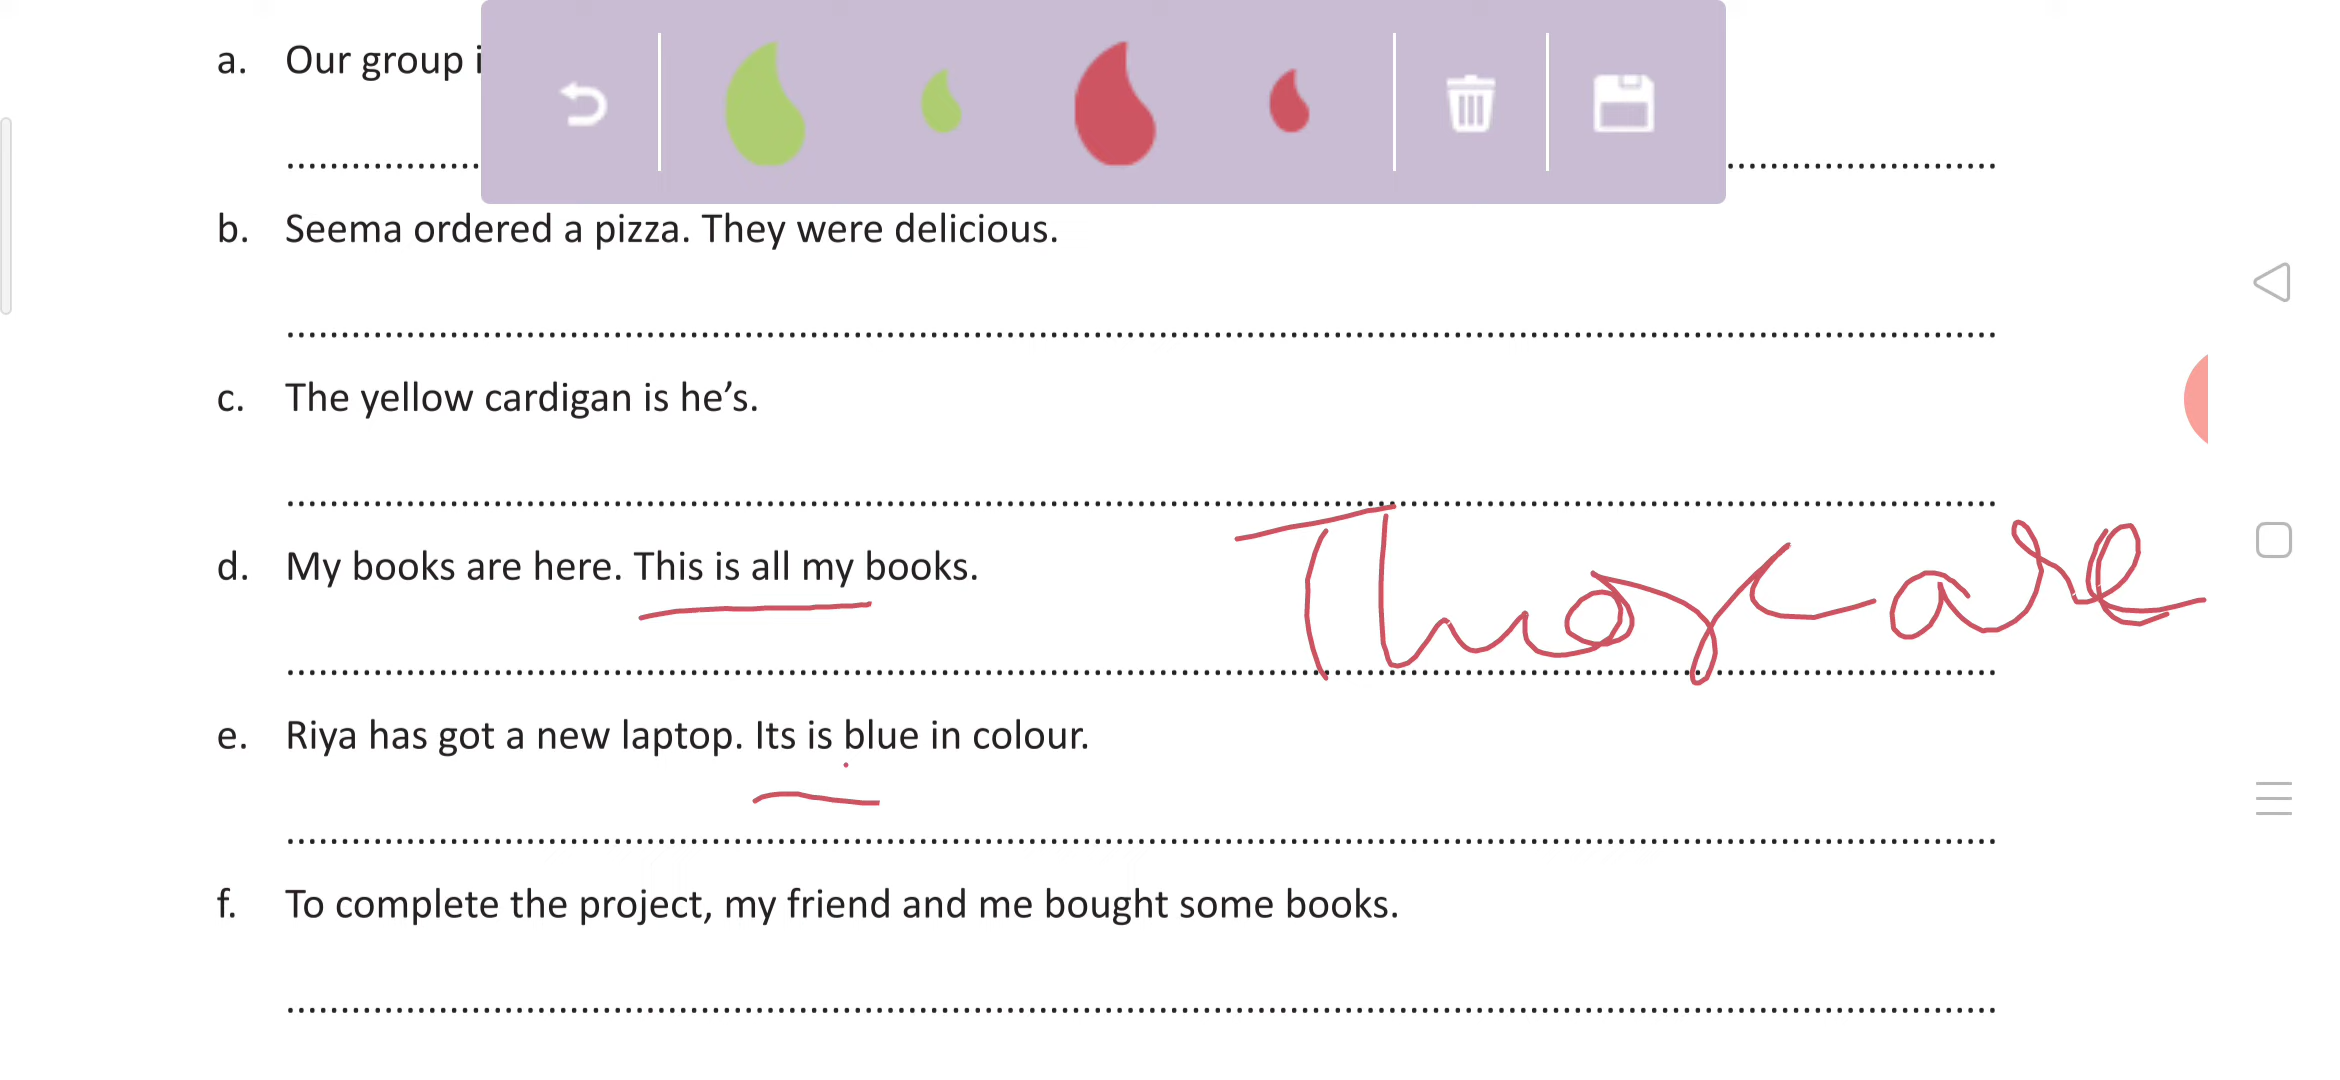 a. Our group i
b. Seema ordered a pizza. They were delicious.
c. The yellow cardigan is he’s.
d. My books are here. This is all my books.
are
e. Riya has got a new laptop. Its is blue in colour.
f. To complete the project, my friend and me bought some books.